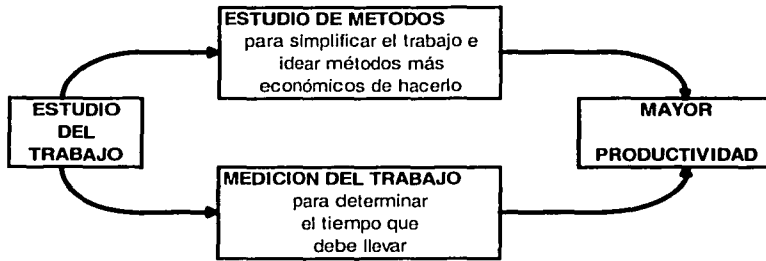 ESTUDIO DE METODOS
para simplificar el trabajo e
idear métodos más
económicos de hacerlo
ESTUDIO
DEL
TRABAJO
MAYOR
PRODUCTIVIDAD
MEDICION DEL TRABAJO
para determinar
el tiempo que
debe llevar